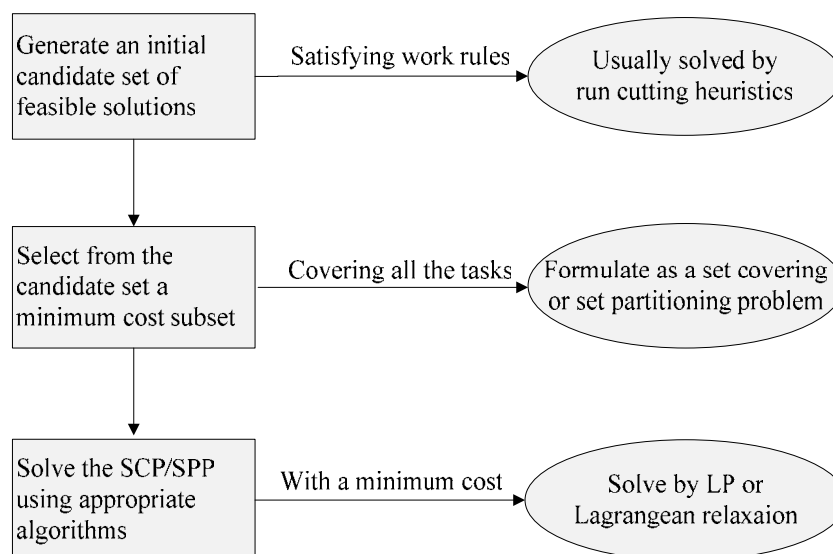 Generate an initial
candidate set of
feasible solutions
Satisfying work rules
Usually solved by
run cutting heuristics
Select from the
candidate set a
minimum cost subset
Covering all the tasks
Formulate as a set covering
or set partitioning problem
Solve the SCP/SPP
using appropriate
algorithms
With a minimum cost
Solve by LP or
Lagrangean relaxaion